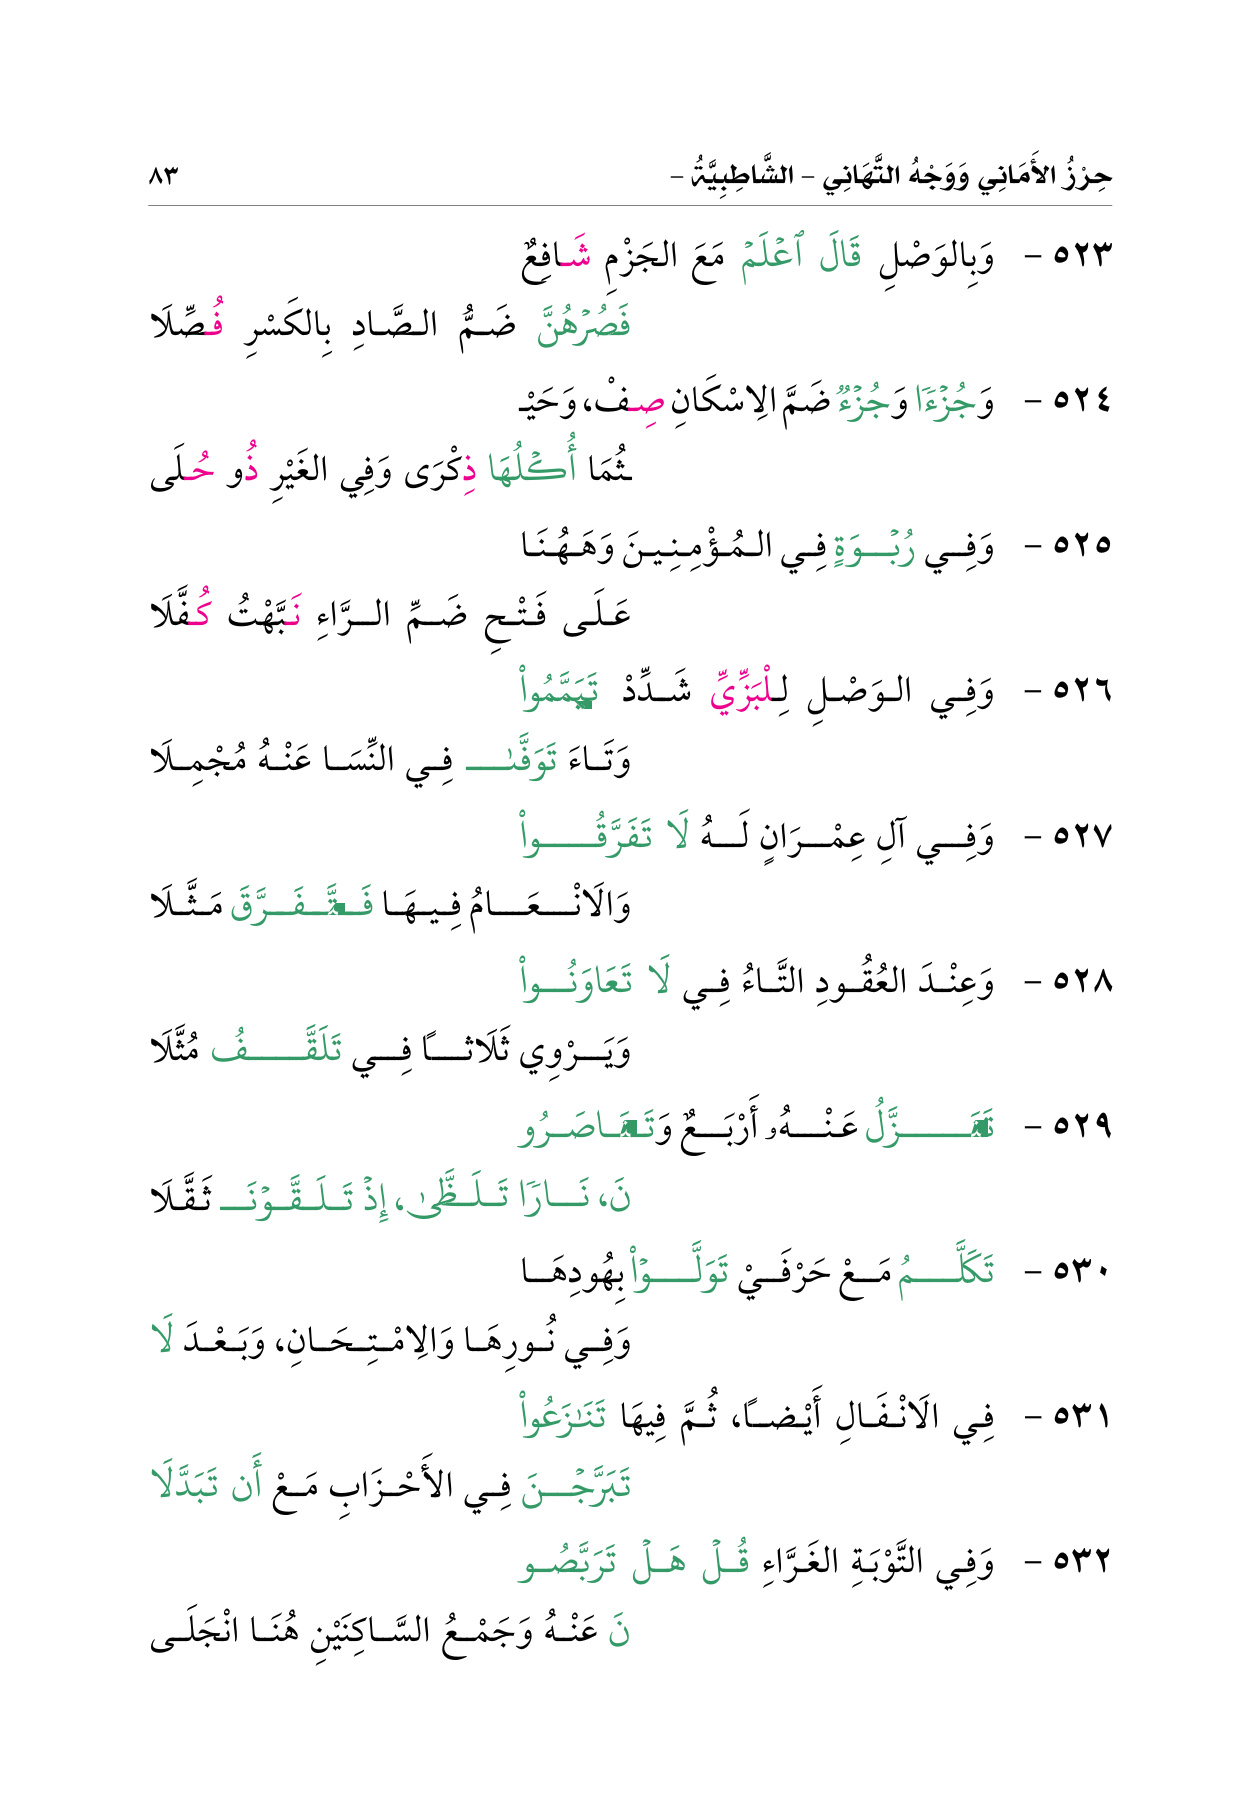 حِرْزُ الأَمَانِي وَوَجْهُ التَّهَانِي – الشَّاطِبِيَّةُ – ٨٣
٥٢٣ – وَبِالوَصْلِ قَالَ ٱعْلَمْ مَعَ الجَزْمِ شَافِعٌ
فَصُرْهُنَّ ضَمُّ الصَّادِ بِالكَسْرِ فُصِّلَا
٥٢٤ – وَجُزْءًا وَجُزْءٌ ضَمَّ الِاسْكَانِ صِفْ، وَحَيْـ
ـثُمَا أُكْلُهَا ذِكْرَى وَفِي الغَيْرِ ذُو حُلَى
٥٢٥ – وَفِي رُبْوَةٍ فِي المُؤْمِنِينَ وَهَهُنَا
عَلَى فَتْحِ ضَمِّ الرَّاءِ نَبَّهْتُ كُفَّلَا
٥٢٦ – وَفِي الوَصْلِ لِلْبَزِّيِّ شَدِّدْ تَيَمَّمُواْ
وَتَاءَ تَوَفَّىٰ فِي النِّسَا عَنْهُ مُجْمِلَا
٥٢٧ – وَفِي آلِ عِمْرَانٍ لَهُ لَا تَفَرَّقُواْ
وَالَانْعَامُ فِيهَا فَتَّفَرَّقَ مَثَّلَا
٥٢٨ – وَعِنْدَ العُقُودِ التَّاءُ فِي لَا تَعَاوَنُواْ
وَيَرْوِي ثَلَاثًا فِي تَلَقَّفُ مُثَّلَا
٥٢٩ – تَنَزَّلُ عَنْهُۥ أَرْبَعٌ وَتَنَاصَرُو
نَ، نَارًا تَلَظَّىٰ، إِذْ تَلَقَّوْنَ ثَقَّلَا
٥٣٠ – تَكَلَّمُ مَعْ حَرْفَيْ تَوَلَّوْاْ بِهُودِهَا
وَفِي نُورِهَا وَالِامْتِحَانِ، وَبَعْدَ لَا
٥٣١ – فِي الَانْفَالِ أَيْضًا، ثُمَّ فِيهَا تَنَٰزَعُواْ
تَبَرَّجْنَ فِي الأَحْزَابِ مَعْ أَن تَبَدَّلَا
٥٣٢ – وَفِي التَّوْبَةِ الغَرَّاءِ قُلْ هَلْ تَرَبَّصُو
نَ عَنْهُ وَجَمْعُ السَّاكِنَيْنِ هُنَا انْجَلَى